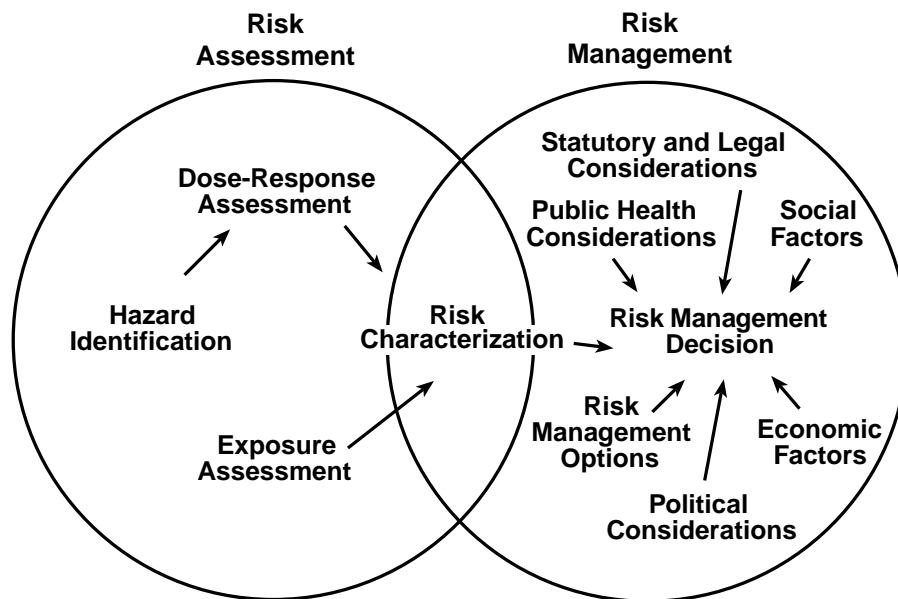 Risk
Assessment
Risk
Management
Statutory and Legal
Considerations
Dose-Response
Assessment
Public Health
Considerations
Social
Factors
Hazard
Identification
Risk
Characterization
Risk Management
Decision
Risk
Management
Options
Economic
Factors
Exposure
Assessment
Political
Considerations